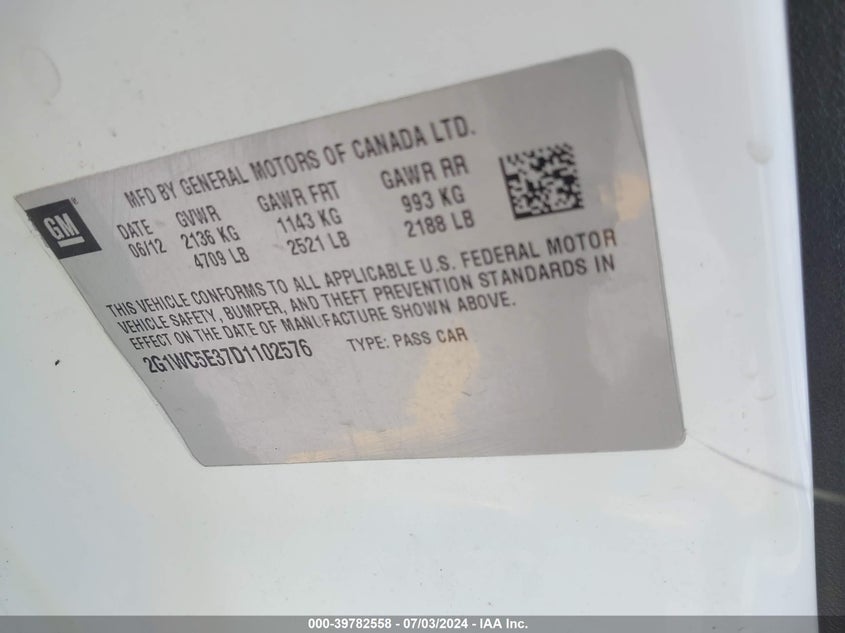 MFD BY GENERAL MOTORS OF CANADA LTD.
GM®
DATE GVWR GAWR FRT GAWR RR
06/12 2136 KG 1143 KG 993 KG
4709 LB 2521 LB 2188 LB
THIS VEHICLE CONFORMS TO ALL APPLICABLE U.S. FEDERAL MOTOR
VEHICLE SAFETY, BUMPER, AND THEFT PREVENTION STANDARDS IN
EFFECT ON THE DATE OF MANUFACTURE SHOWN ABOVE.
2G1WC5E37D1102576 TYPE: PASS CAR
000-39782558 - 07/03/2024 - IAA Inc.